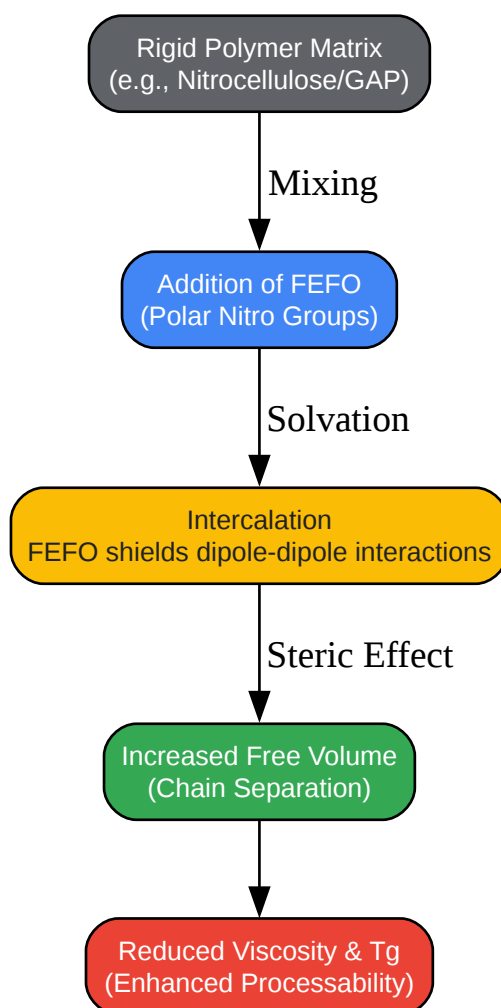 Rigid Polymer Matrix
(e.g., Nitrocellulose/GAP)
Mixing
Addition of FEFO
(Polar Nitro Groups)
Solvation
Intercalation
FEFO shields dipole-dipole interactions
Steric Effect
Increased Free Volume
(Chain Separation)
Reduced Viscosity & Tg
(Enhanced Processability)